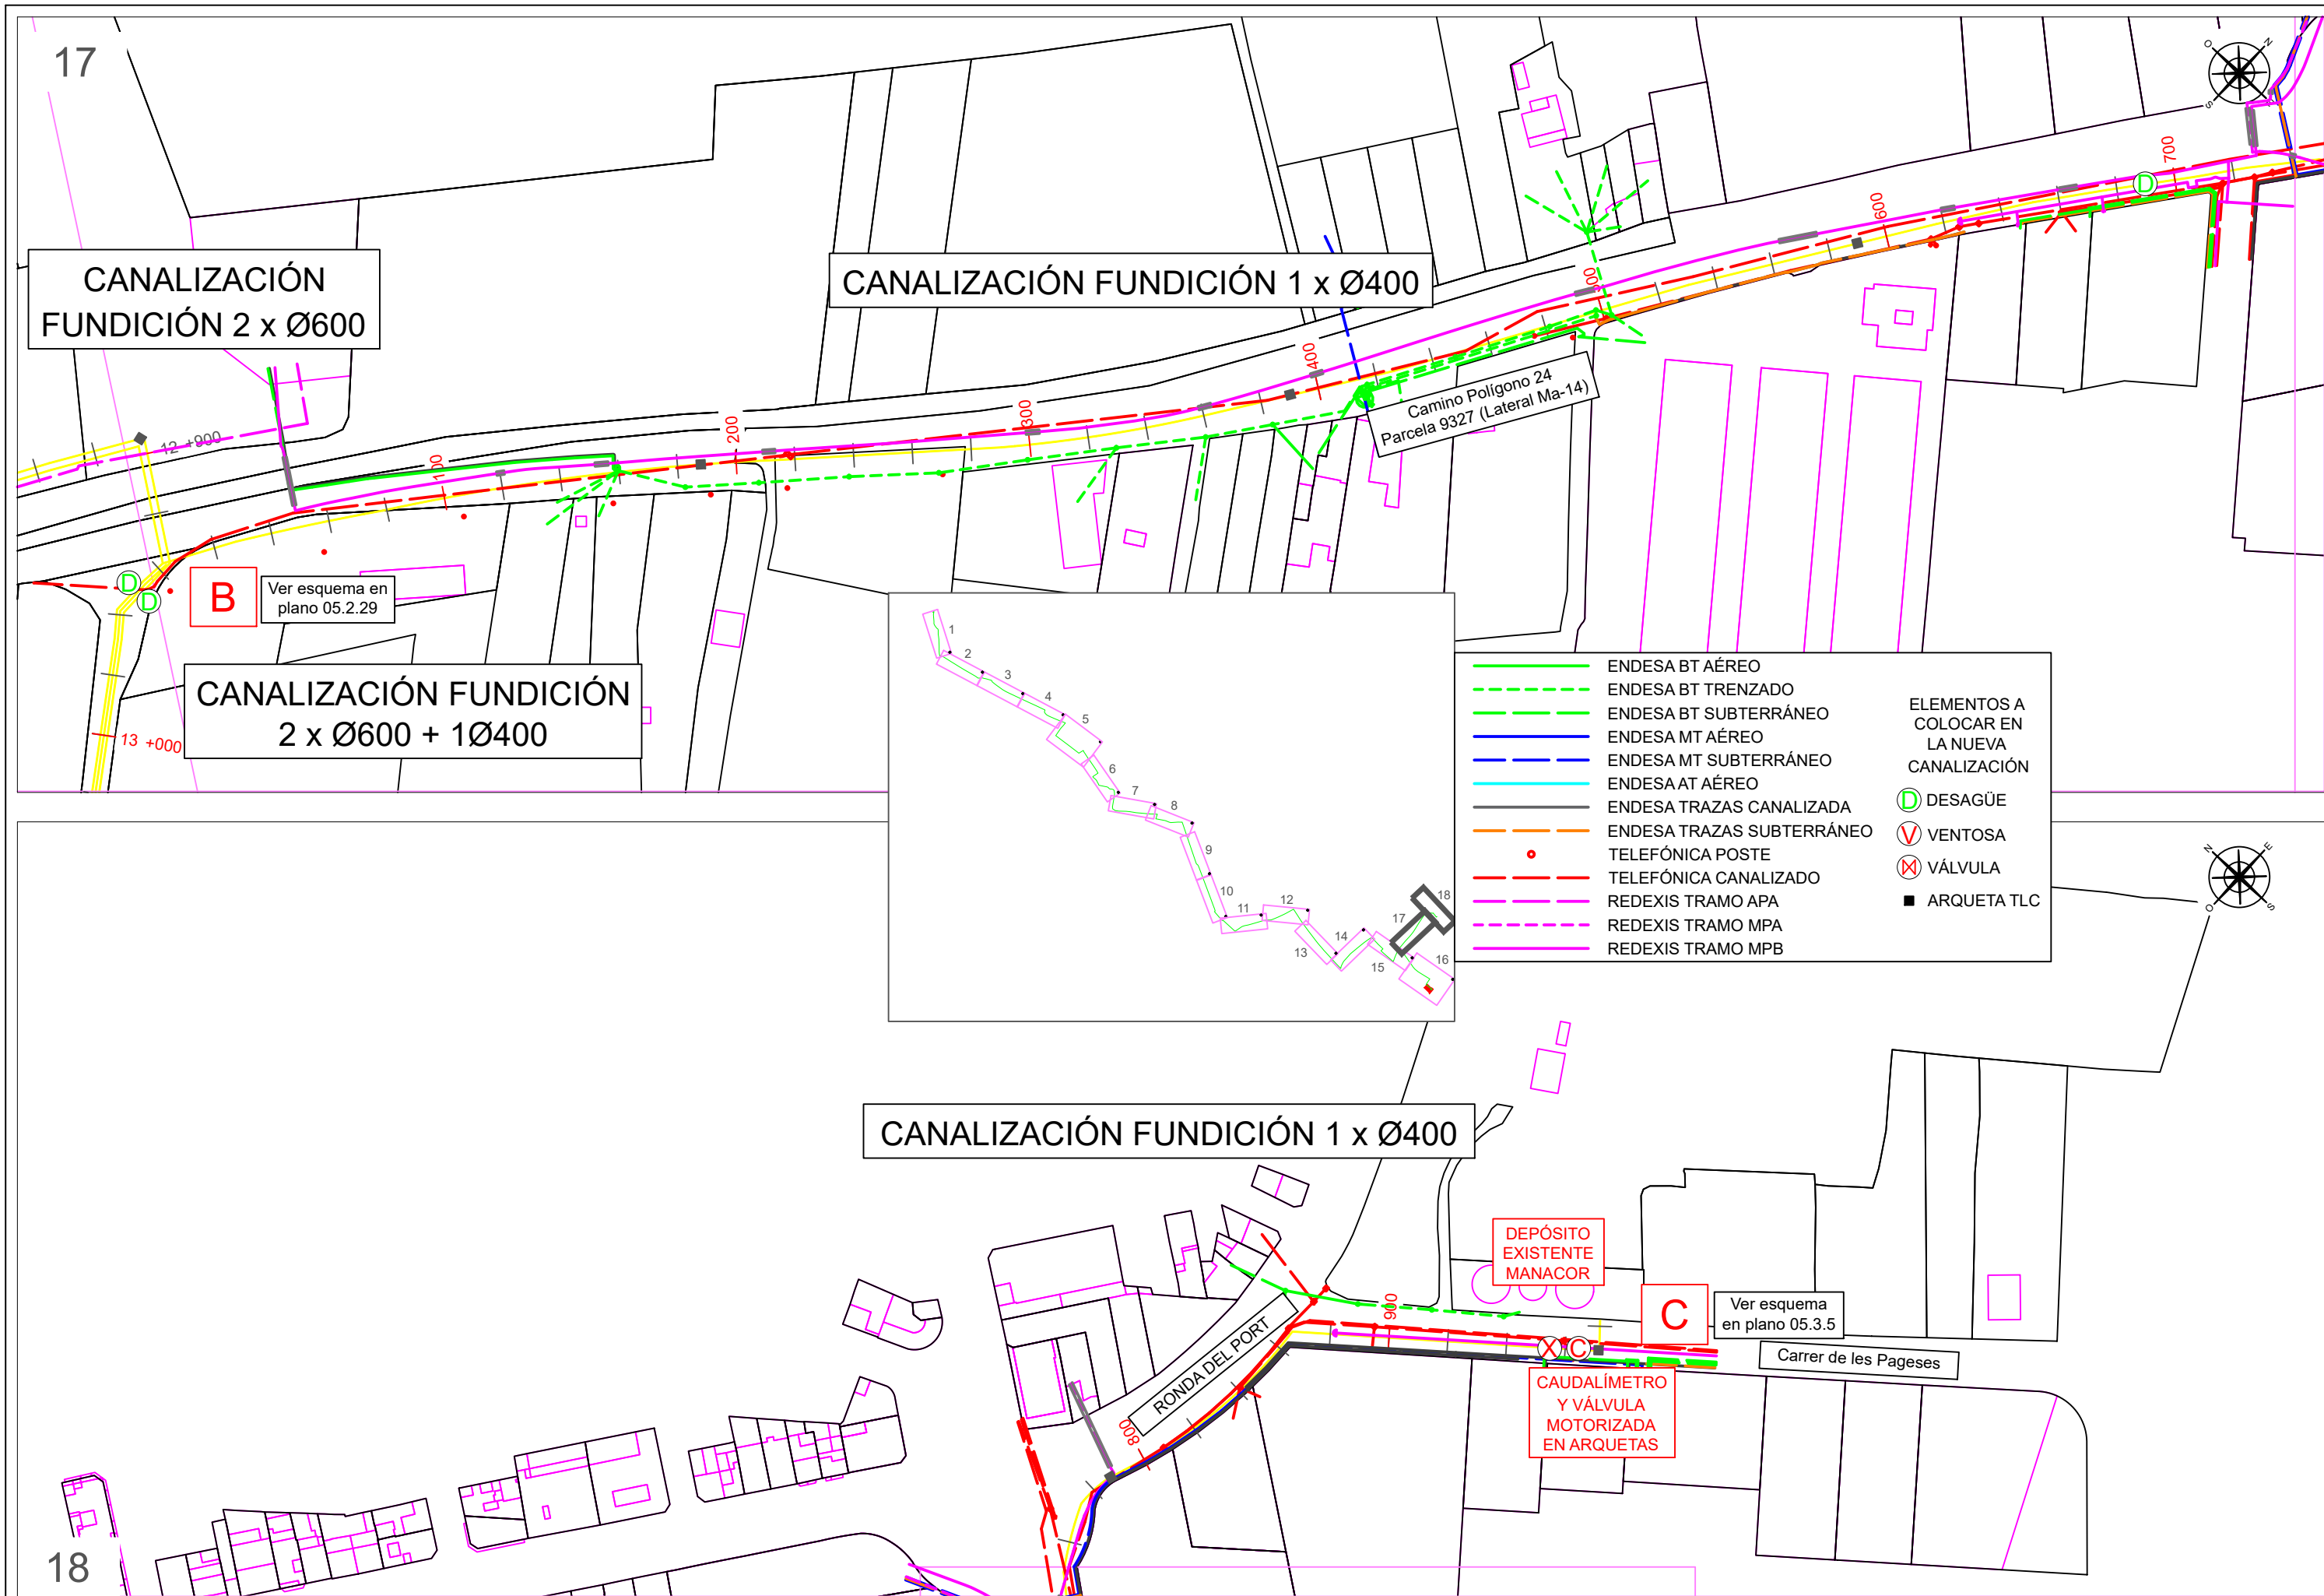 17
CANALIZACIÓN
FUNDICIÓN 2 x Ø600
CANALIZACIÓN FUNDICIÓN 1 x Ø400
O
N
S
700
600
500
400
300
200
100
12 +900
Camino Polígono 24
Parcela 9327 (Lateral Ma-14)
D
D
D
B
Ver esquema en
plano 05.2.29
CANALIZACIÓN FUNDICIÓN
2 x Ø600 + 1Ø400
13 +000
1
2
3
4
5
6
7
8
9
10
11
12
13
14
15
16
17
18
ENDESA BT AÉREO
ENDESA BT TRENZADO
ENDESA BT SUBTERRÁNEO
ENDESA MT AÉREO
ENDESA MT SUBTERRÁNEO
ENDESA AT AÉREO
ENDESA TRAZAS CANALIZADA
ENDESA TRAZAS SUBTERRÁNEO
TELEFÓNICA POSTE
TELEFÓNICA CANALIZADO
REDEXIS TRAMO APA
REDEXIS TRAMO MPA
REDEXIS TRAMO MPB
ELEMENTOS A
COLOCAR EN
LA NUEVA
CANALIZACIÓN
D DESAGÜE
V VENTOSA
VÁLVULA
ARQUETA TLC
N
E
O
S
CANALIZACIÓN FUNDICIÓN 1 x Ø400
DEPÓSITO
EXISTENTE
MANACOR
C
Ver esquema
en plano 05.3.5
Carrer de les Pageses
RONDA DEL PORT
900
800
X
C
CAUDALÍMETRO
Y VÁLVULA
MOTORIZADA
EN ARQUETAS
18